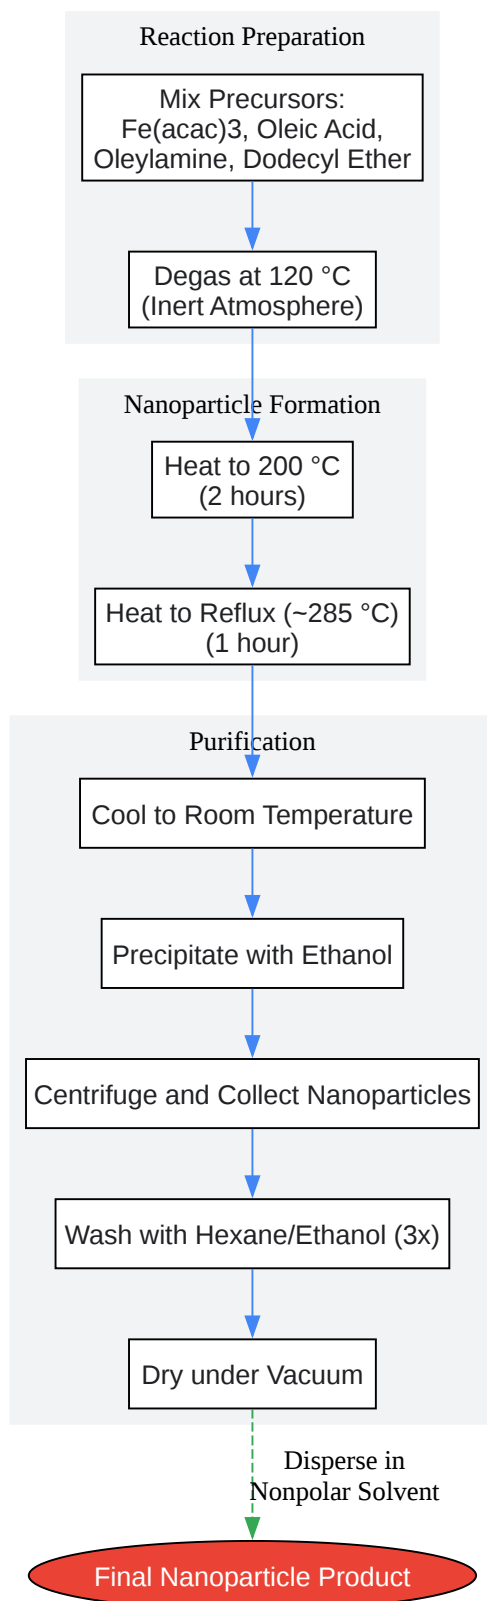 Reaction Preparation
Mix Precursors:
Fe(acac)3, Oleic Acid,
Oleylamine, Dodecyl Ether
Degas at 120 °C
(Inert Atmosphere)
Nanoparticle Formation
Heat to 200 °C
(2 hours)
Heat to Reflux (~285 °C)
(1 hour)
Purification
Cool to Room Temperature
Precipitate with Ethanol
Centrifuge and Collect Nanoparticles
Wash with Hexane/Ethanol (3x)
Dry under Vacuum
Disperse in
Nonpolar Solvent
Final Nanoparticle Product